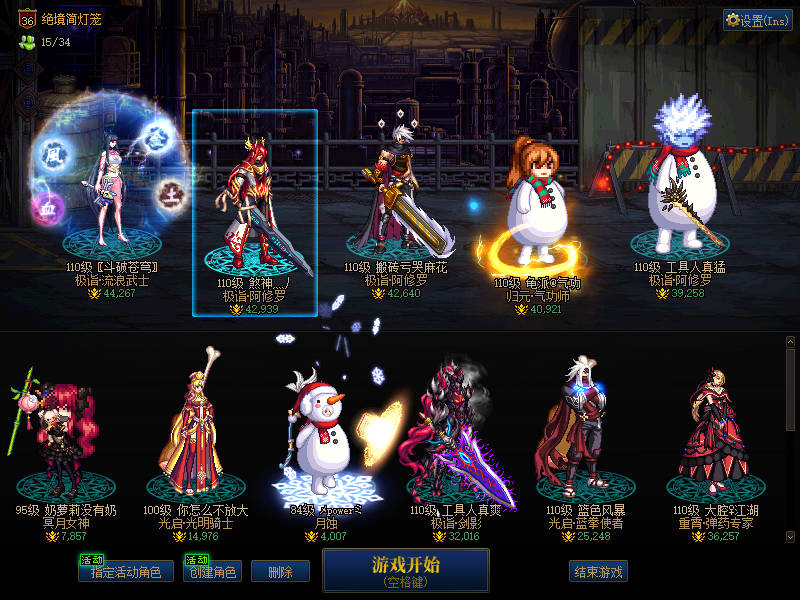 36 绝境简灯笼
设置(Ins)
15/34
風
金
血
土
110级 〖斗破苍穹〗
极诣·流浪武士
44,267
110级 煞神灬丿
极诣·阿修罗
42,939
110级 搬砖亏哭麻花
极诣·阿修罗
42,640
110级 龟派@气功
归元·气功师
40,921
110级 工具人真猛
极诣·阿修罗
39,258
95级 奶萝莉没有奶
冥月女神
7,857
100级 你怎么不放大
光启·光明骑士
14,976
84级
月蚀
4,007
110级 工具人真爽
极诣·剑影
32,016
110级 篮色风暴
光启·蓝拳使者
25,248
110级 大腔彩江湖
重霄·弹药专家
36,257
活动
指定活动角色
活动
创建角色
删除
游戏开始
(空格键)
结束游戏